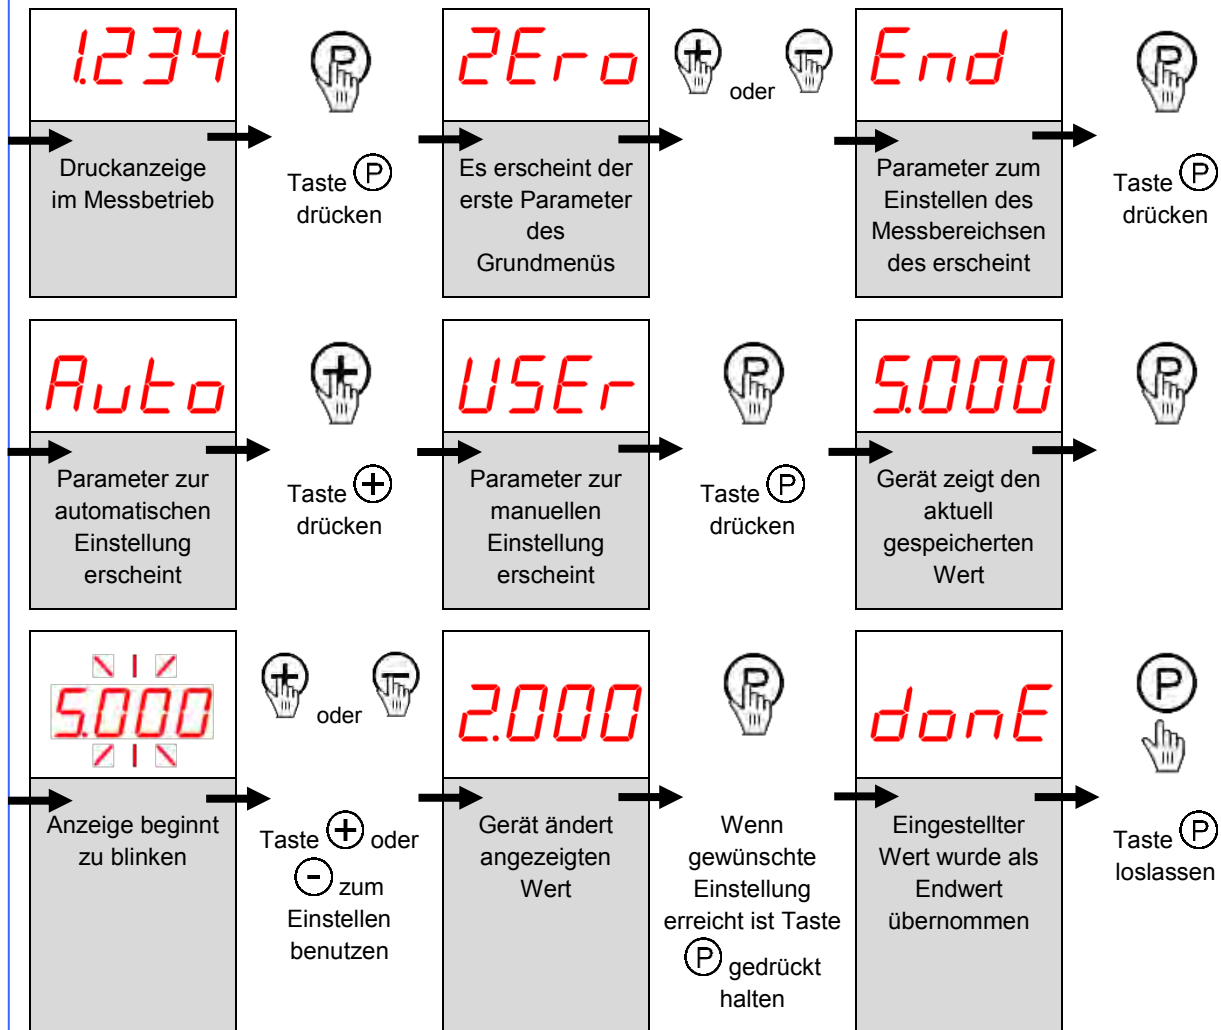 1.234
P
Druckanzeige
im Messbetrieb
Taste P
drücken
ZEro
Es erscheint der
erste Parameter
des
Grundmenüs
+ oder -
End
Parameter zum
Einstellen des
Messbereichsen
des erscheint
P
Taste P
drücken
Auto
Parameter zur
automatischen
Einstellung
erscheint
+
Taste +
drücken
USEr
Parameter zur
manuellen
Einstellung
erscheint
P
Taste P
drücken
5.000
Gerät zeigt den
aktuell
gespeicherten
Wert
P
5.000
Anzeige beginnt
zu blinken
+ oder -
Taste + oder
- zum
Einstellen
benutzen
2.000
Gerät ändert
angezeigten
Wert
P
Wenn
gewünschte
Einstellung
erreicht ist Taste
P gedrückt
halten
donE
Eingestellter
Wert wurde als
Endwert
übernommen
P
Taste P
loslassen